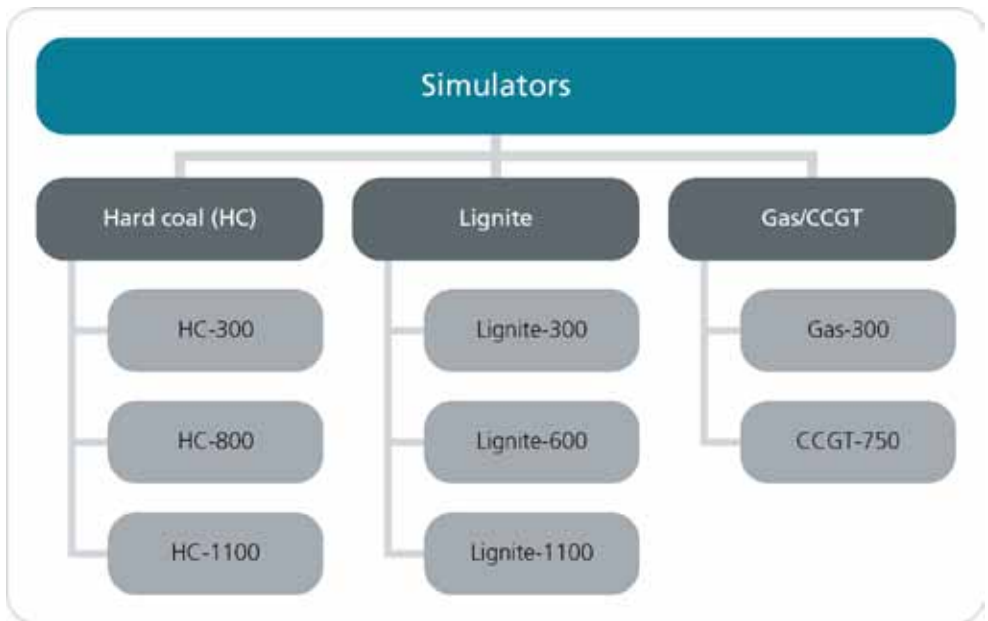 Simulators
Hard coal (HC)
HC-300
HC-800
HC-1100
Lignite
Lignite-300
Lignite-600
Lignite-1100
Gas/CCGT
Gas-300
CCGT-750